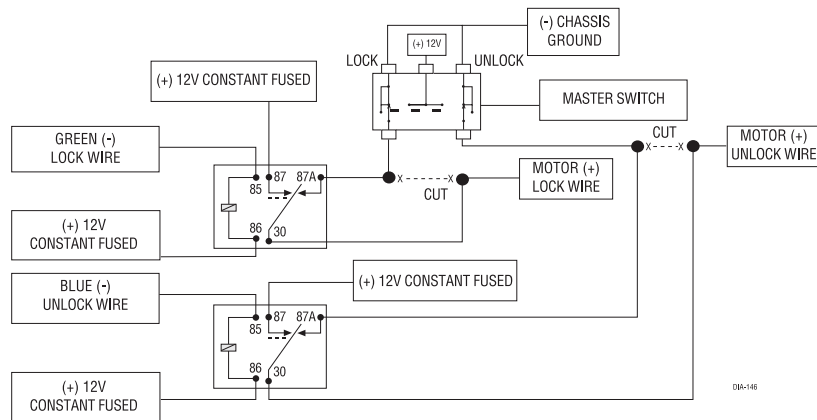 (-) CHASSIS
GROUND
(+) 12V
LOCK
UNLOCK
(+) 12V CONSTANT FUSED
MASTER SWITCH
GREEN (-)
LOCK WIRE
CUT
X
X
MOTOR (+)
UNLOCK WIRE
87
87A
85
X
X
CUT
MOTOR (+)
LOCK WIRE
86
30
(+) 12V
CONSTANT FUSED
BLUE (-)
UNLOCK WIRE
(+) 12V CONSTANT FUSED
87
87A
85
86
30
(+) 12V
CONSTANT FUSED
DIA-146